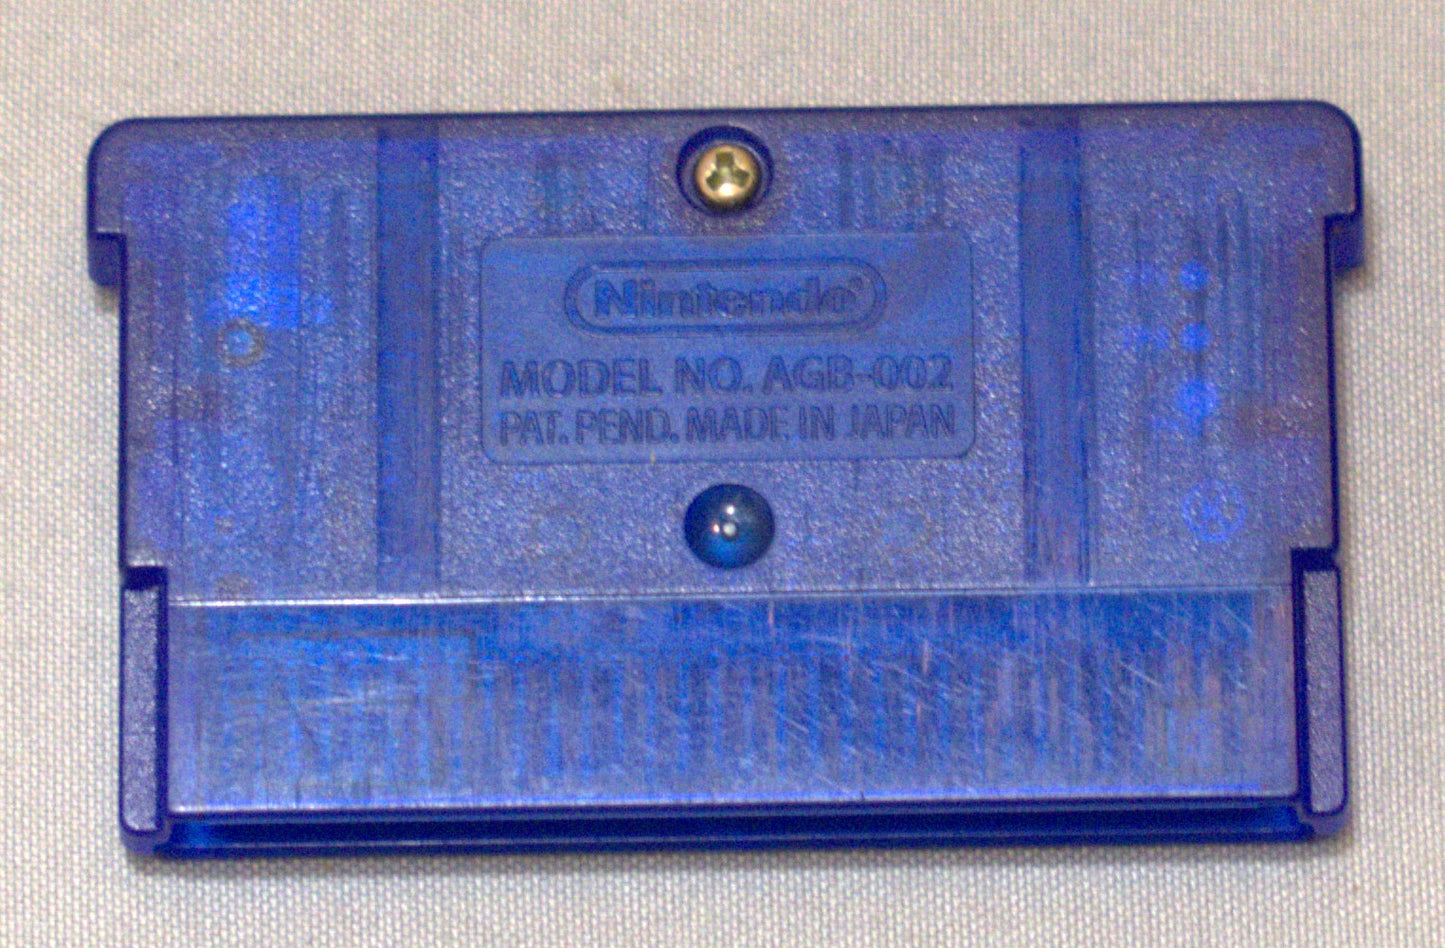 Nintendo®
MODEL NO. AGB-002
PAT. PEND. MADE IN JAPAN